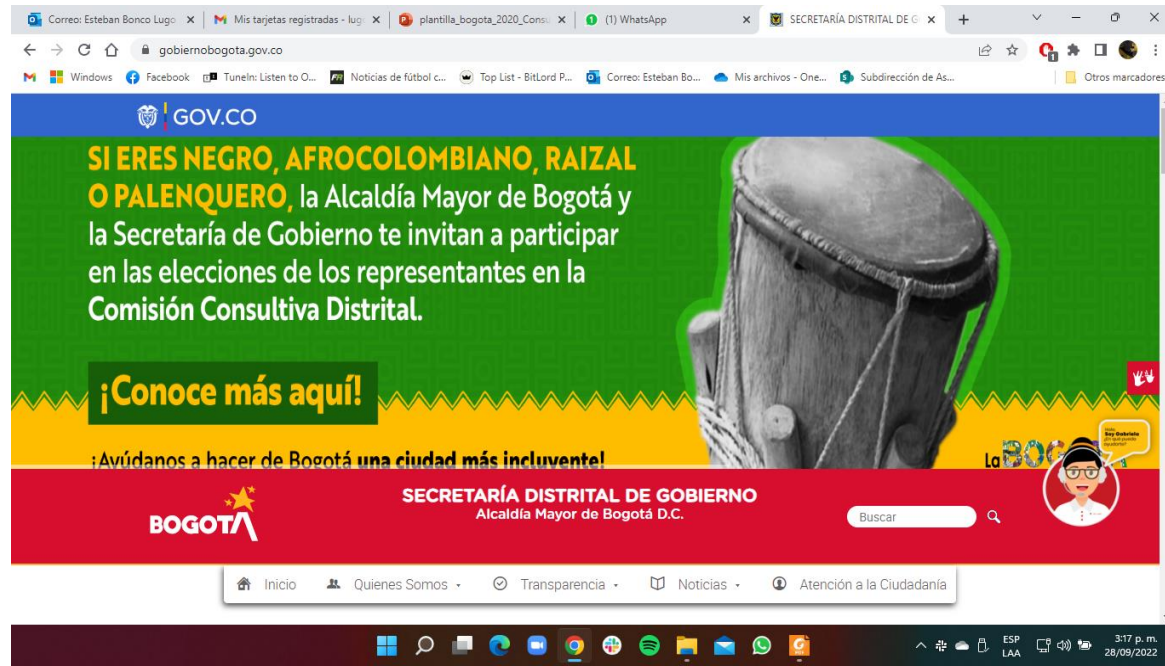 Correo: Esteban Bonco Lugo
Mis tarjetas registradas - lug
plantilla_bogota_2020_Consu
(1) WhatsApp
SECRETARÍA DISTRITAL DE G
gobiernobogota.gov.co
Windows
Facebook
TuneIn: Listen to O...
Noticias de fútbol c...
Top List - BitLord P...
Correo: Esteban Bo...
Mis archivos - One...
Subdirección de As...
Otros marcadores
GOV.CO
SI ERES NEGRO, AFROCOLOMBIANO, RAIZAL
O PALENQUERO, la Alcaldía Mayor de Bogotá y
la Secretaría de Gobierno te invitan a participar
en las elecciones de los representantes en la
Comisión Consultiva Distrital.
¡Conoce más aquí!
¡Ayúdanos a hacer de Bogotá una ciudad más incluyente!
La
Soy Gabriela
BOGOTÁ
SECRETARÍA DISTRITAL DE GOBIERNO
Alcaldía Mayor de Bogotá D.C.
Buscar
Inicio
Quienes Somos
Transparencia
Noticias
Atención a la Ciudadanía
ESP
LAA
3:17 p. m.
28/09/2022